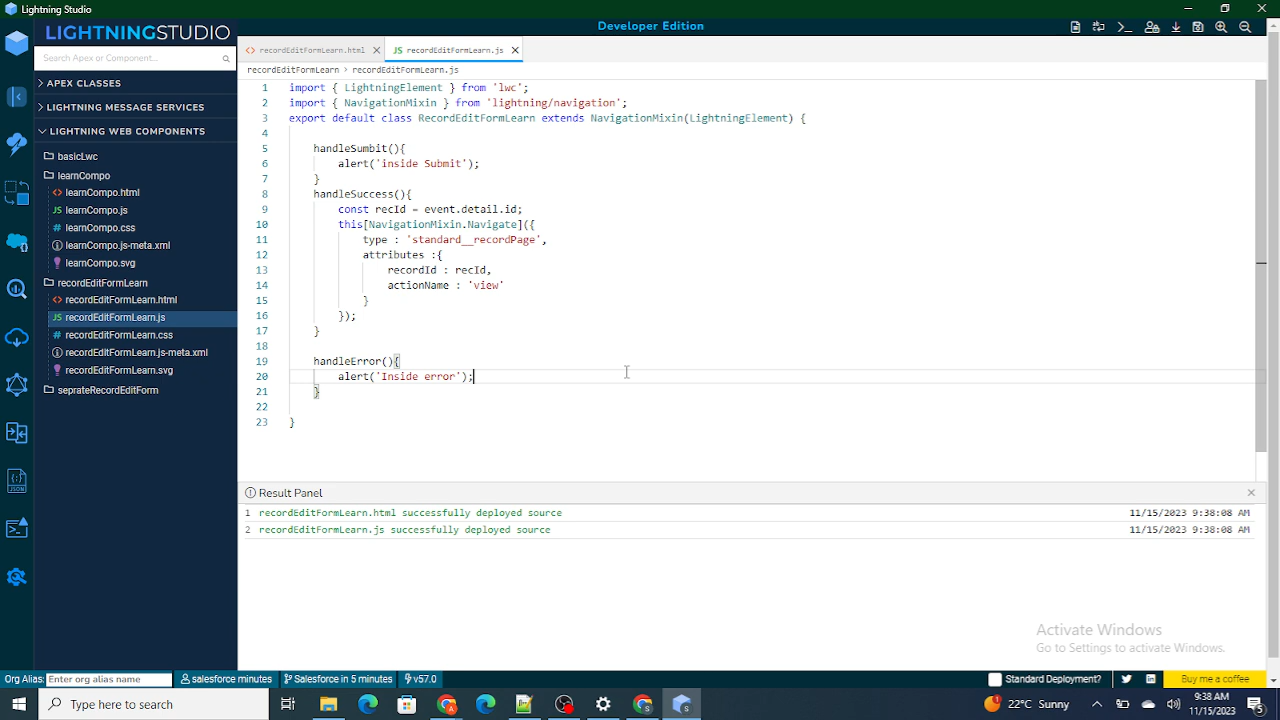 Lightning Studio
LIGHTNINGSTUDIO
Developer Edition
Search Apex or Component...
APEX CLASSES
LIGHTNING MESSAGE SERVICES
LIGHTNING WEB COMPONENTS
basicLwc
learnCompo
<> learnCompo.html
JS learnCompo.js
# learnCompo.css
learnCompo.js-meta.xml
learnCompo.svg
recordEditFormLearn
<> recordEditFormLearn.html
JS recordEditFormLearn.js
# recordEditFormLearn.css
recordEditFormLearn.js-meta.xml
recordEditFormLearn.svg
seprateRecordEditForm
<> recordEditFormLearn.html
JS recordEditFormLearn.js
recordEditFormLearn > recordEditFormLearn.js
1 import { LightningElement } from 'lwc';
2 import { NavigationMixin } from 'lightning/navigation';
3 export default class RecordEditFormLearn extends NavigationMixin(LightningElement) {
4
5 handleSumbit(){
6 alert('inside Submit');
7 }
8 handleSuccess(){
9 const recId = event.detail.id;
10 this[NavigationMixin.Navigate]({
11 type : 'standard__recordPage',
12 attributes :{
13 recordId : recId,
14 actionName : 'view'
15 }
16 });
17 }
18
19 handleError(){
20 alert('Inside error');
21 }
22
23 }
Result Panel
1 recordEditFormLearn.html successfully deployed source 11/15/2023 9:38:08 AM
2 recordEditFormLearn.js successfully deployed source 11/15/2023 9:38:08 AM
Activate Windows
Go to Settings to activate Windows.
Org Alias: Enter org alias name
salesforce minutes
Salesforce in 5 minutes
v57.0
Standard Deployment?
Buy me a coffee
Type here to search
22°C Sunny
9:38 AM
11/15/2023